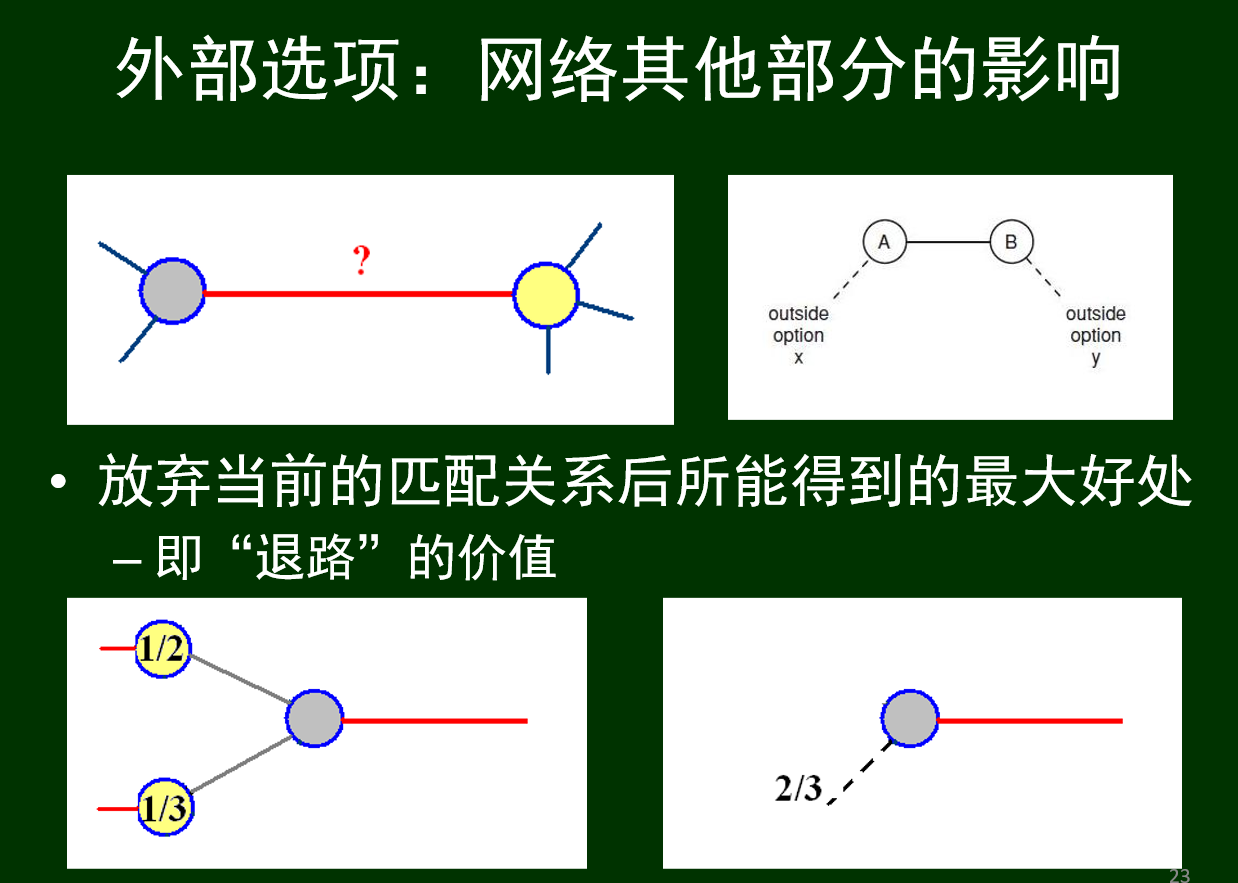 外部选项：网络其他部分的影响
?
A
B
outside
option
x
outside
option
y
• 放弃当前的匹配关系后所能得到的最大好处
– 即“退路”的价值
1/2
1/3
2/3
23